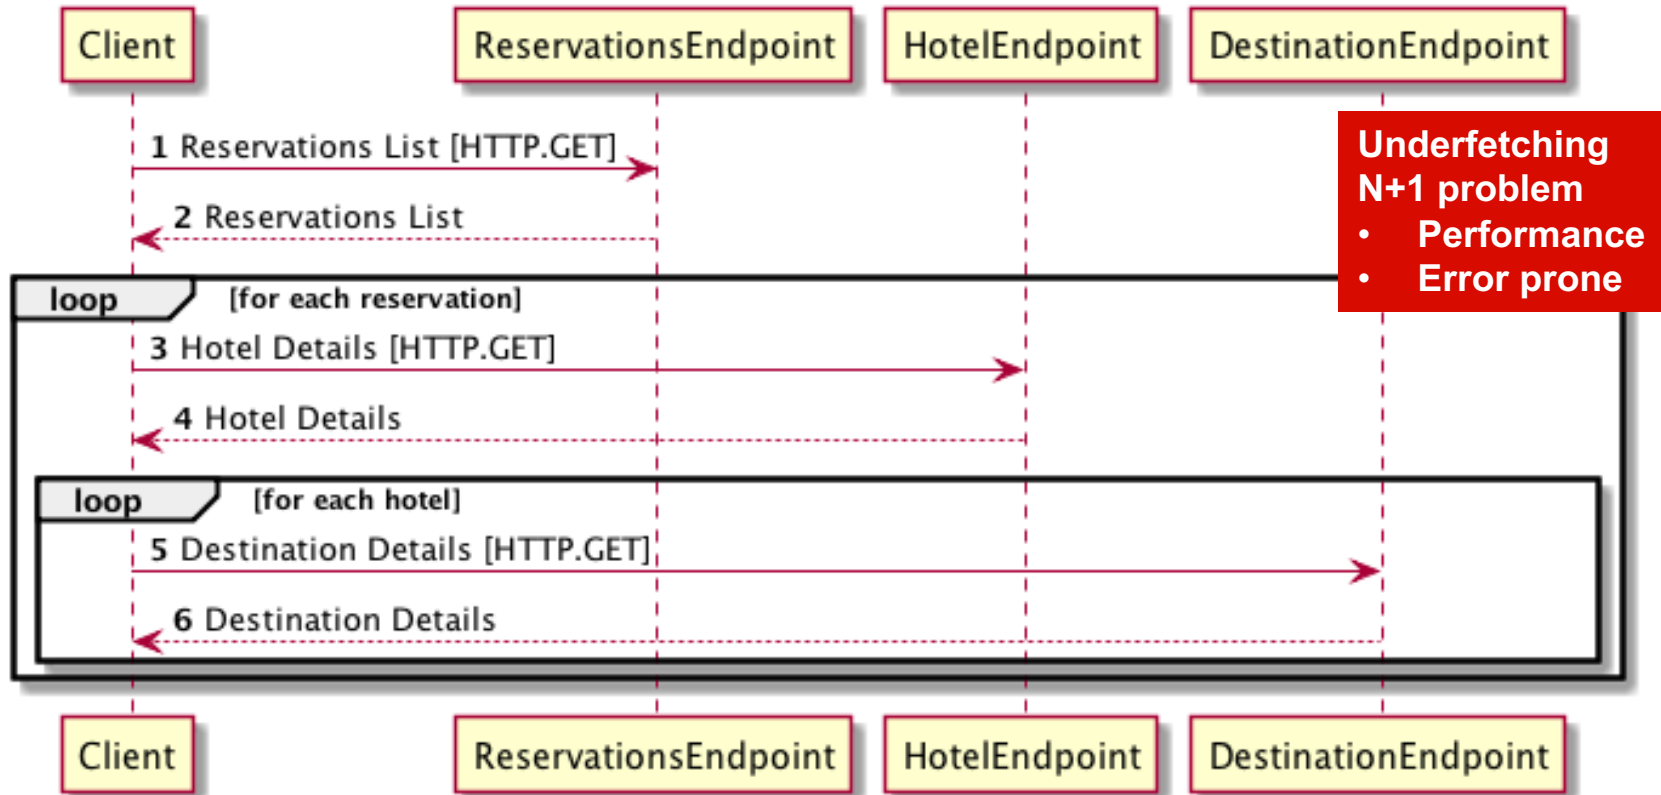 Client
ReservationsEndpoint
HotelEndpoint
DestinationEndpoint
1 Reservations List [HTTP.GET]
Underfetching
N+1 problem
• Performance
• Error prone
2 Reservations List
loop [for each reservation]
3 Hotel Details [HTTP.GET]
4 Hotel Details
loop [for each hotel]
5 Destination Details [HTTP.GET]
6 Destination Details
Client
ReservationsEndpoint
HotelEndpoint
DestinationEndpoint